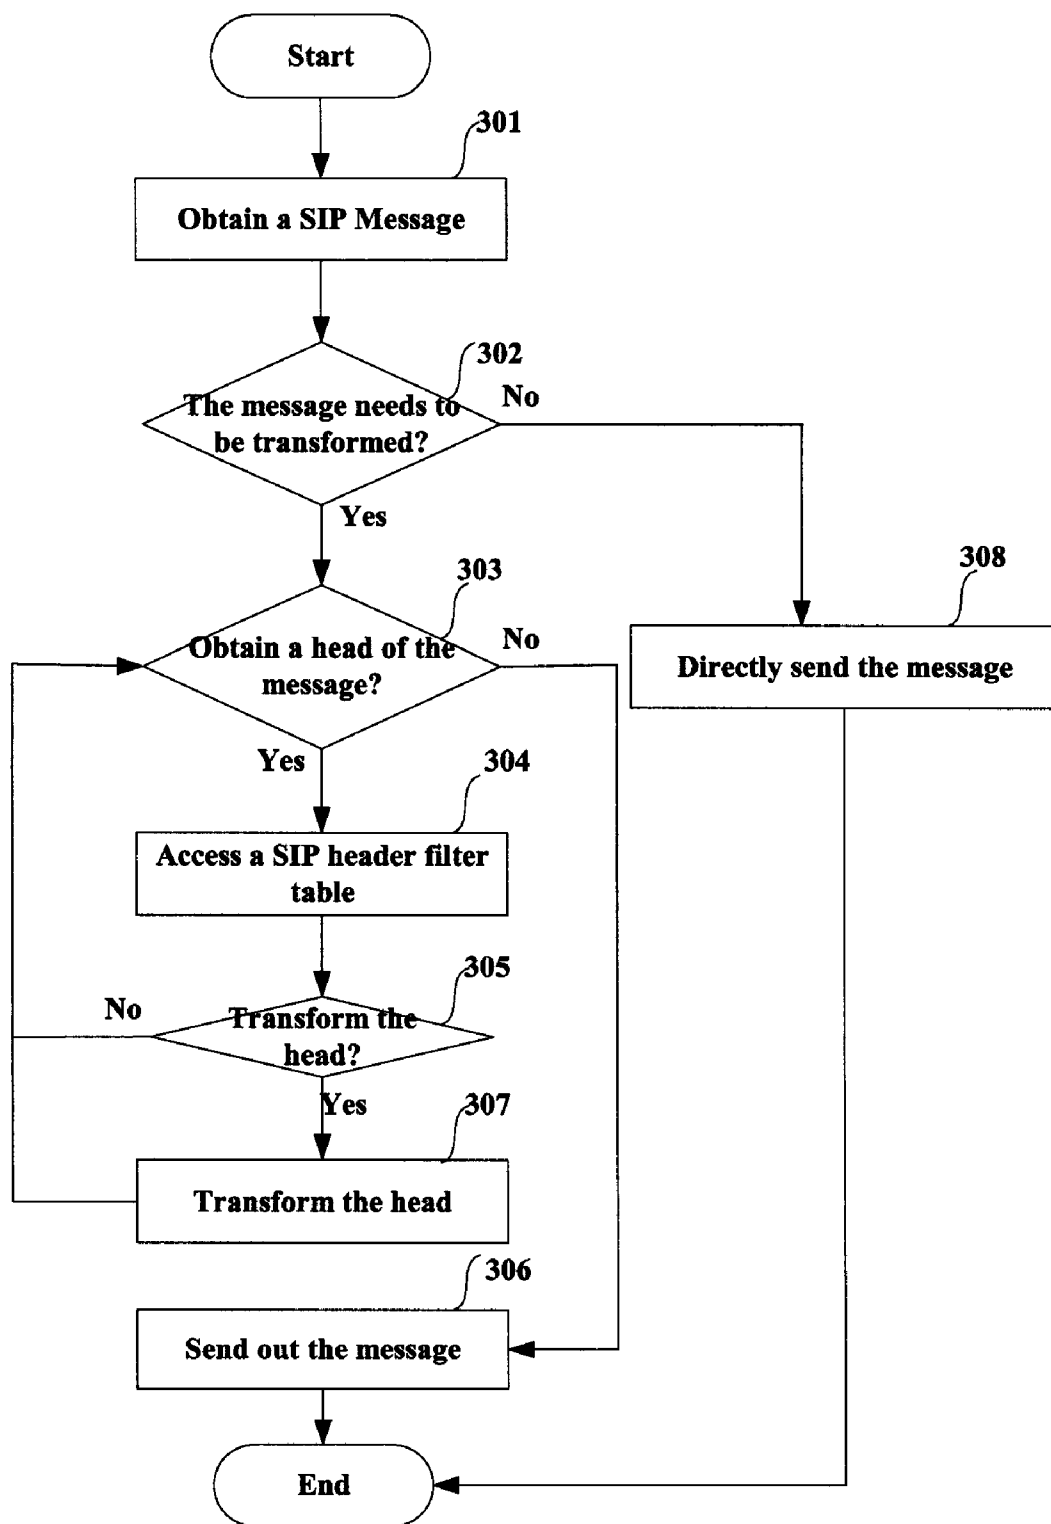 Start
301
Obtain a SIP Message
302
The message needs to
be transformed?
No
Yes
303
Obtain a head of the
message?
No
308
Directly send the message
Yes
304
Access a SIP header filter
table
305
No
Transform the
head?
Yes
307
Transform the head
306
Send out the message
End